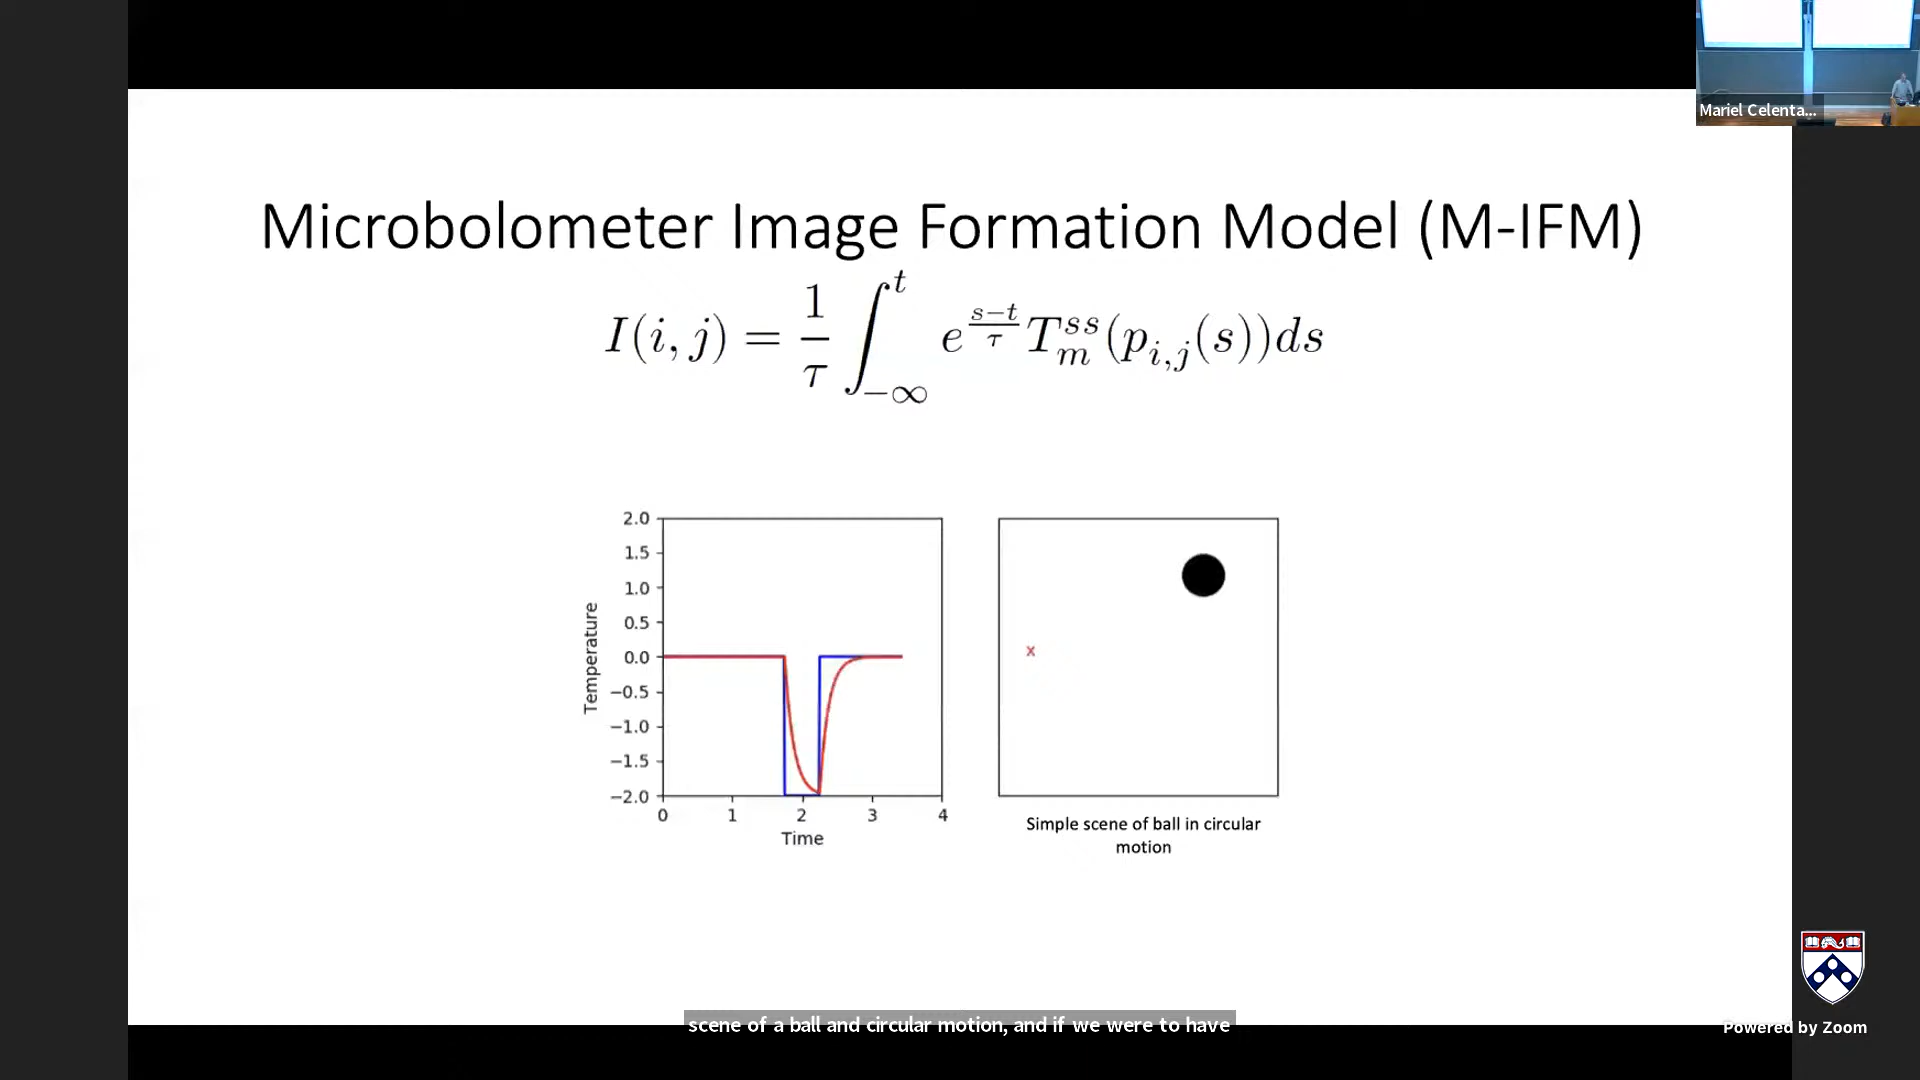 Mariel Celenta...
Microbolometer Image Formation Model (M-IFM)
I(i, j) = \frac{1}{τ} \int_{-∞}^{t} e^{\frac{s-t}{τ}} T_m^{ss}(p_{i,j}(s))ds
2.0
1.5
1.0
0.5
0.0
−0.5
−1.0
−1.5
−2.0
Temperature
0 1 2 3 4
Time
x
Simple scene of ball in circular
motion
scene of a ball and circular motion, and if we were to have
Powered by Zoom